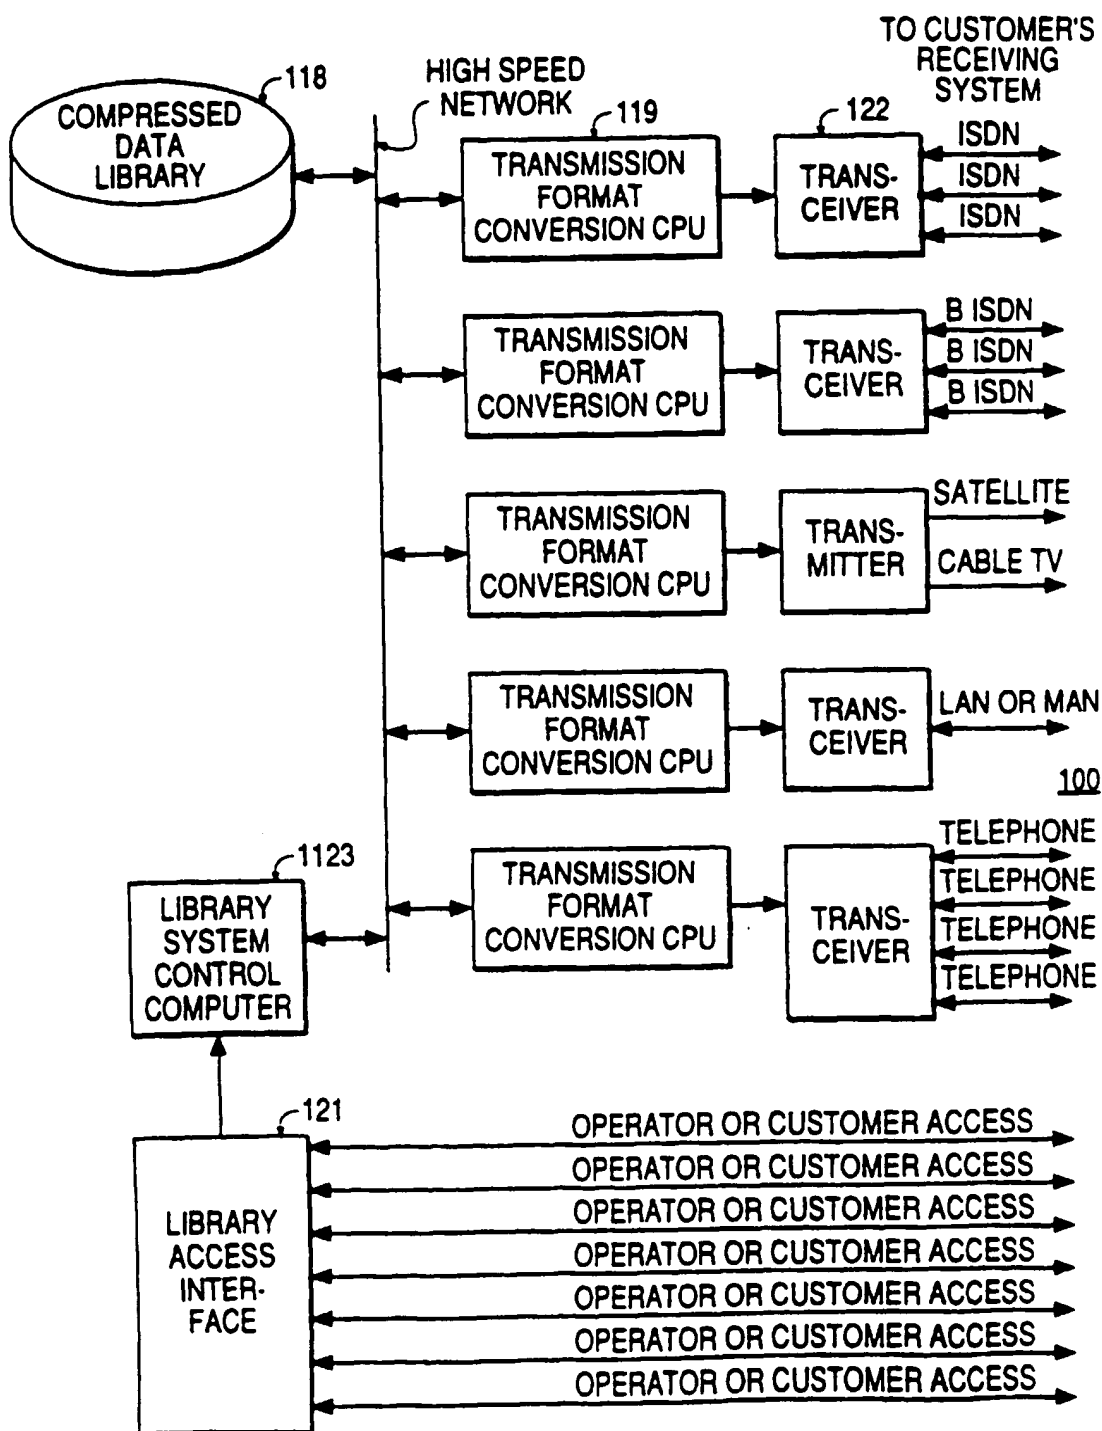 TO CUSTOMER'S
RECEIVING
SYSTEM
118
COMPRESSED
DATA
LIBRARY
HIGH SPEED
NETWORK
119
TRANSMISSION
FORMAT
CONVERSION CPU
122
TRANS-
CEIVER
ISDN
ISDN
ISDN
TRANSMISSION
FORMAT
CONVERSION CPU
TRANS-
CEIVER
B ISDN
B ISDN
B ISDN
TRANSMISSION
FORMAT
CONVERSION CPU
TRANS-
MITTER
SATELLITE
CABLE TV
TRANSMISSION
FORMAT
CONVERSION CPU
TRANS-
CEIVER
LAN OR MAN
100
1123
LIBRARY
SYSTEM
CONTROL
COMPUTER
TRANSMISSION
FORMAT
CONVERSION CPU
TRANS-
CEIVER
TELEPHONE
TELEPHONE
TELEPHONE
TELEPHONE
121
LIBRARY
ACCESS
INTER-
FACE
OPERATOR OR CUSTOMER ACCESS
OPERATOR OR CUSTOMER ACCESS
OPERATOR OR CUSTOMER ACCESS
OPERATOR OR CUSTOMER ACCESS
OPERATOR OR CUSTOMER ACCESS
OPERATOR OR CUSTOMER ACCESS
OPERATOR OR CUSTOMER ACCESS